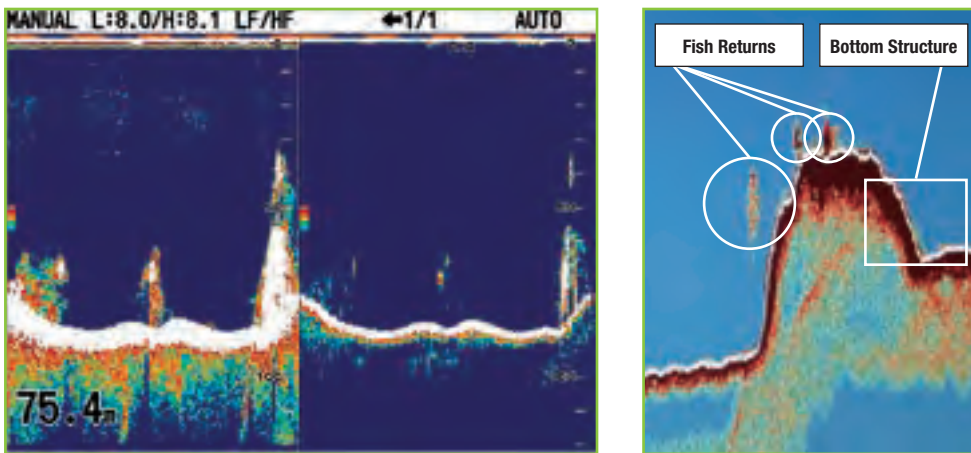 MANUAL L:8.0/H:8.1 LF/HF ←1/1 AUTO
75.4m
Fish Returns
Bottom Structure